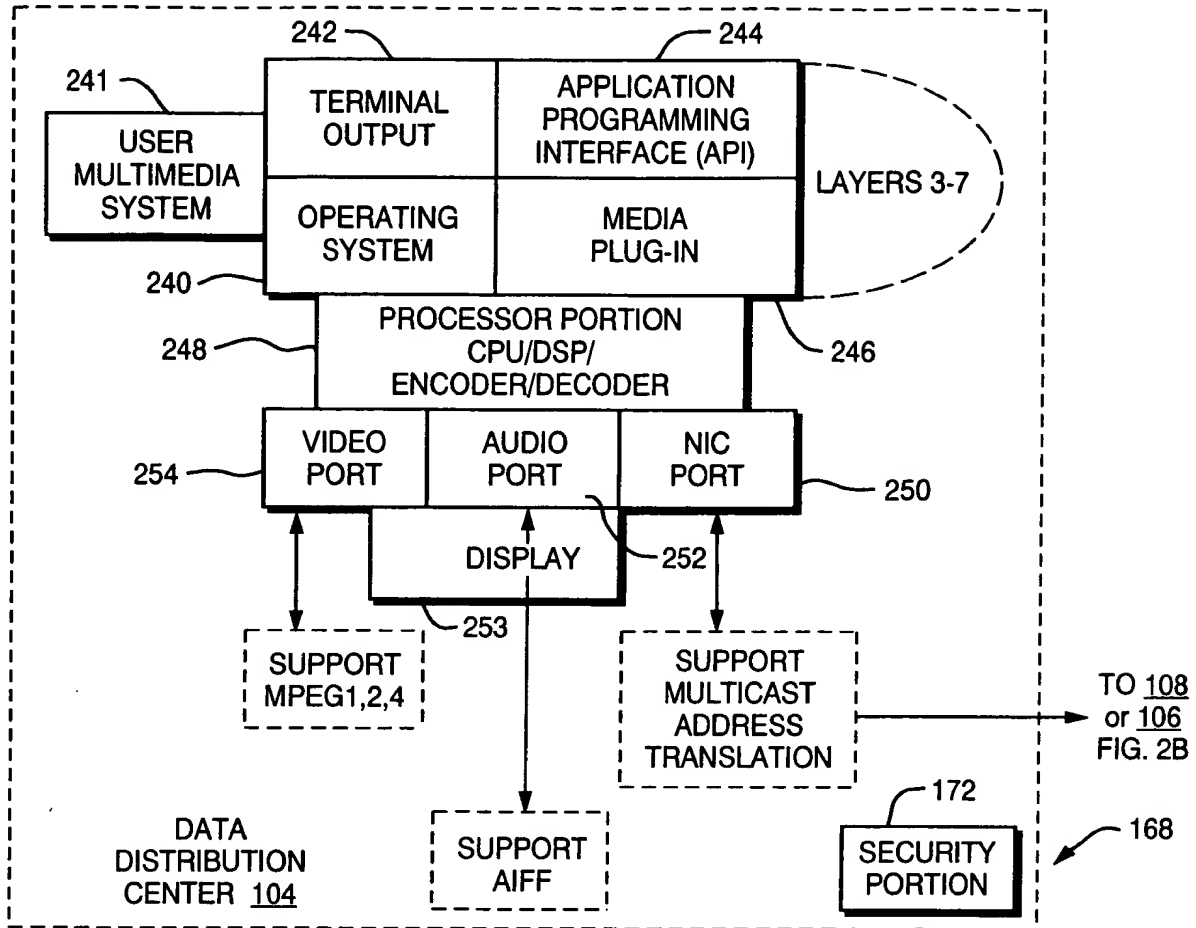 242
244
241
TERMINAL
OUTPUT
APPLICATION
PROGRAMMING
INTERFACE (API)
USER
MULTIMEDIA
SYSTEM
LAYERS 3-7
OPERATING
SYSTEM
MEDIA
PLUG-IN
240
246
248
PROCESSOR PORTION
CPU/DSP/
ENCODER/DECODER
254
VIDEO
PORT
AUDIO
PORT
NIC
PORT
250
DISPLAY
252
253
SUPPORT
MPEG1,2,4
SUPPORT
MULTICAST
ADDRESS
TRANSLATION
TO 108
or 106
FIG. 2B
172
168
DATA
DISTRIBUTION
CENTER 104
SUPPORT
AIFF
SECURITY
PORTION